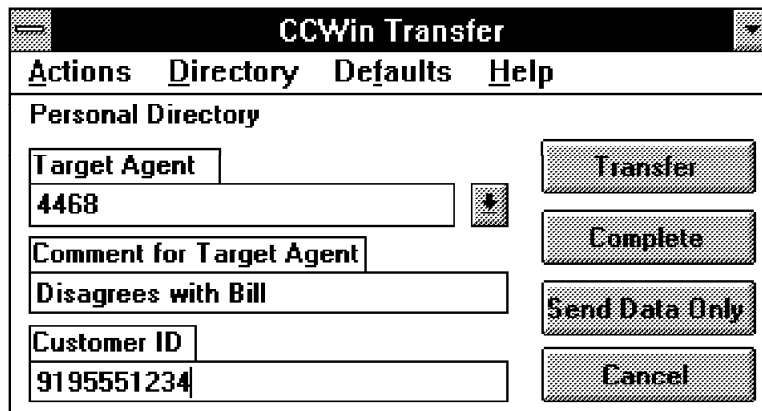 CCWin Transfer
Actions Directory Defaults Help
Personal Directory
Target Agent
4468
Comment for Target Agent
Disagrees with Bill
Customer ID
9195551234
Transfer
Complete
Send Data Only
Cancel